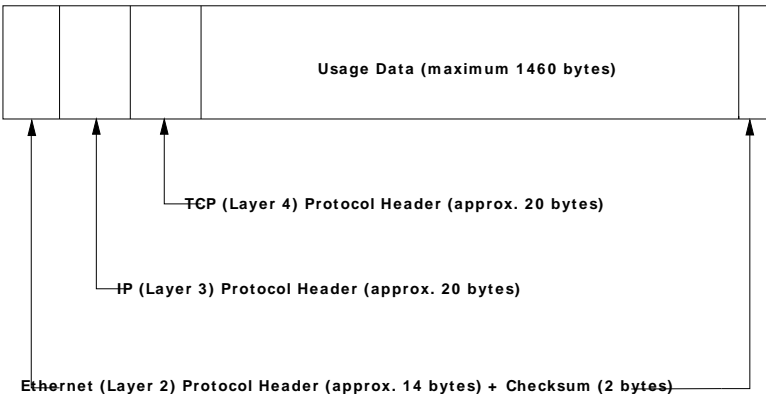 Usage Data (maximum 1460 bytes)
TCP (Layer 4) Protocol Header (approx. 20 bytes)
IP (Layer 3) Protocol Header (approx. 20 bytes)
Ethernet (Layer 2) Protocol Header (approx. 14 bytes) + Checksum (2 bytes)